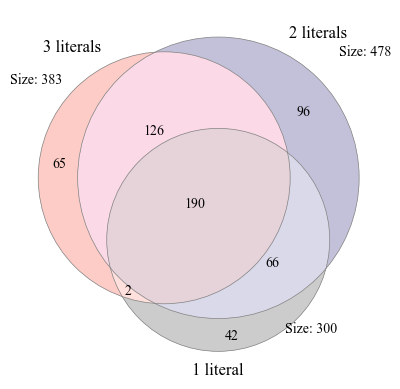 2 literals
3 literals
Size: 478
Size: 383
96
126
65
190
66
2
Size: 300
42
1 literal